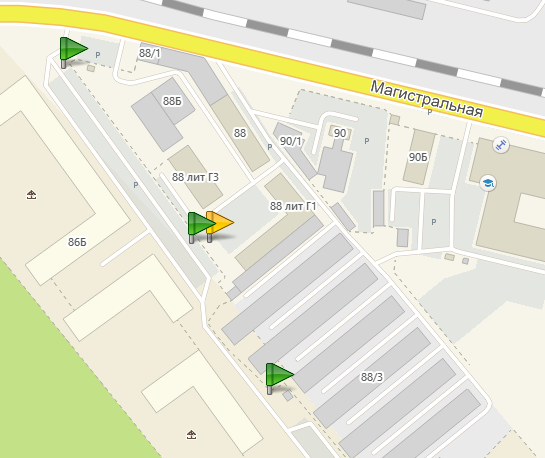 88/1
Р
Магистральная
88Б
88
90/1
90
Р
Р
90Б
Р
88 лит Г3
Р
88 лит Г1
Р
86Б
88/3